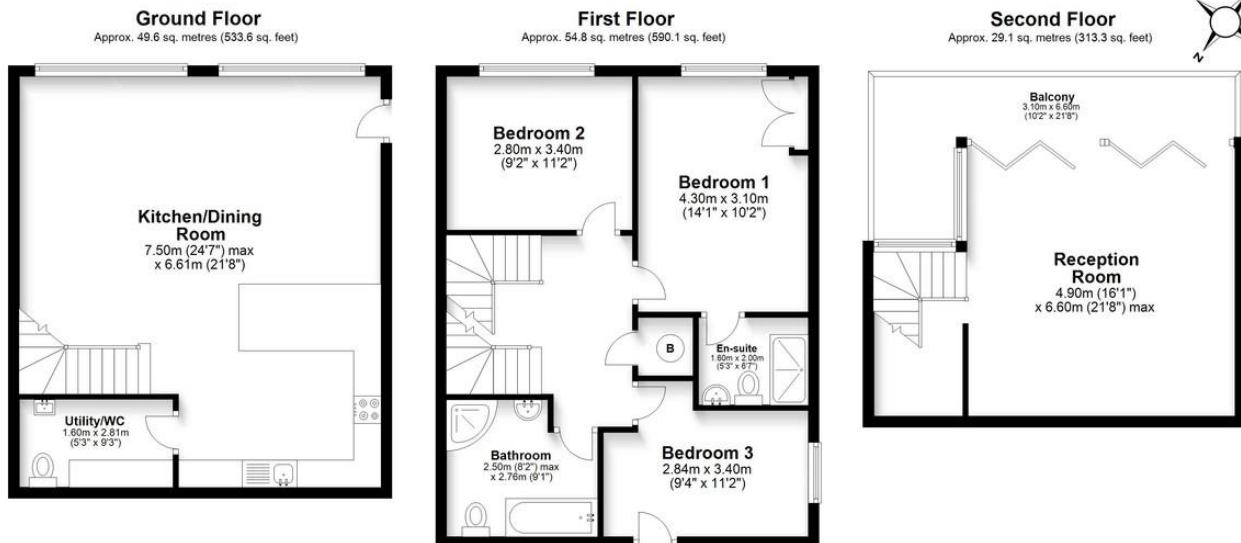 Ground Floor
Approx. 49.6 sq. metres (533.6 sq. feet)
Kitchen/Dining
Room
7.50m (24'7") max
x 6.61m (21'8")
Utility/WC
1.60m x 2.81m
(5'3" x 9'3")
First Floor
Approx. 54.8 sq. metres (590.1 sq. feet)
Bedroom 2
2.80m x 3.40m
(9'2" x 11'2")
Bedroom 1
4.30m x 3.10m
(14'1" x 10'2")
B
En-suite
1.60m x 2.00m
(5'3" x 6'7")
Bathroom
2.50m (8'2") max
x 2.76m (9'1")
Bedroom 3
2.84m x 3.40m
(9'4" x 11'2")
Second Floor
Approx. 29.1 sq. metres (313.3 sq. feet)
N
Balcony
3.10m x 6.60m
(10'2" x 21'8")
Reception
Room
4.90m (16'1")
x 6.60m (21'8") max